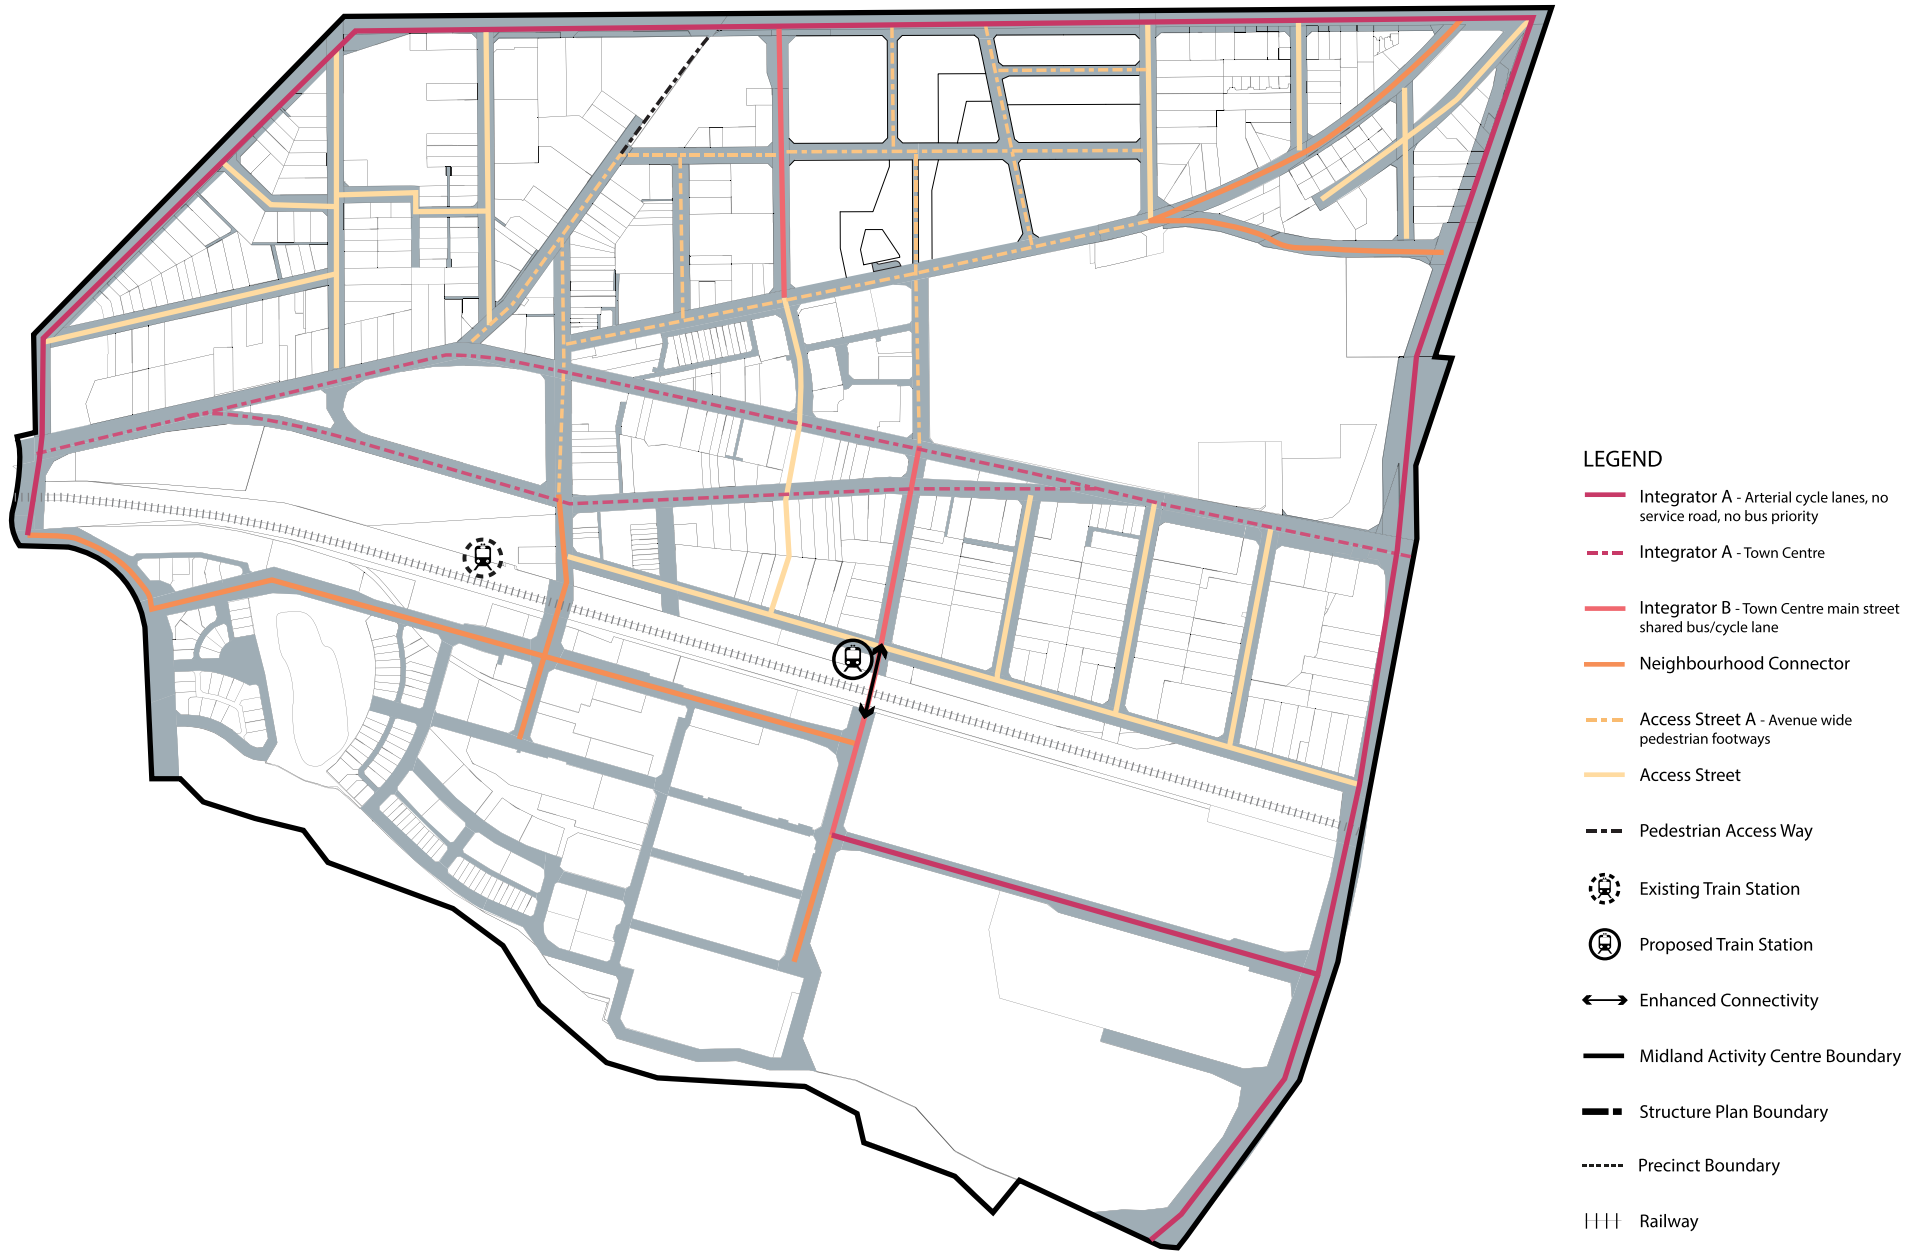 LEGEND
Integrator A - Arterial cycle lanes, no
service road, no bus priority
Integrator A - Town Centre
Integrator B - Town Centre main street
shared bus/cycle lane
Neighbourhood Connector
Access Street A - Avenue wide
pedestrian footways
Access Street
Pedestrian Access Way
Existing Train Station
Proposed Train Station
Enhanced Connectivity
Midland Activity Centre Boundary
Structure Plan Boundary
Precinct Boundary
Railway